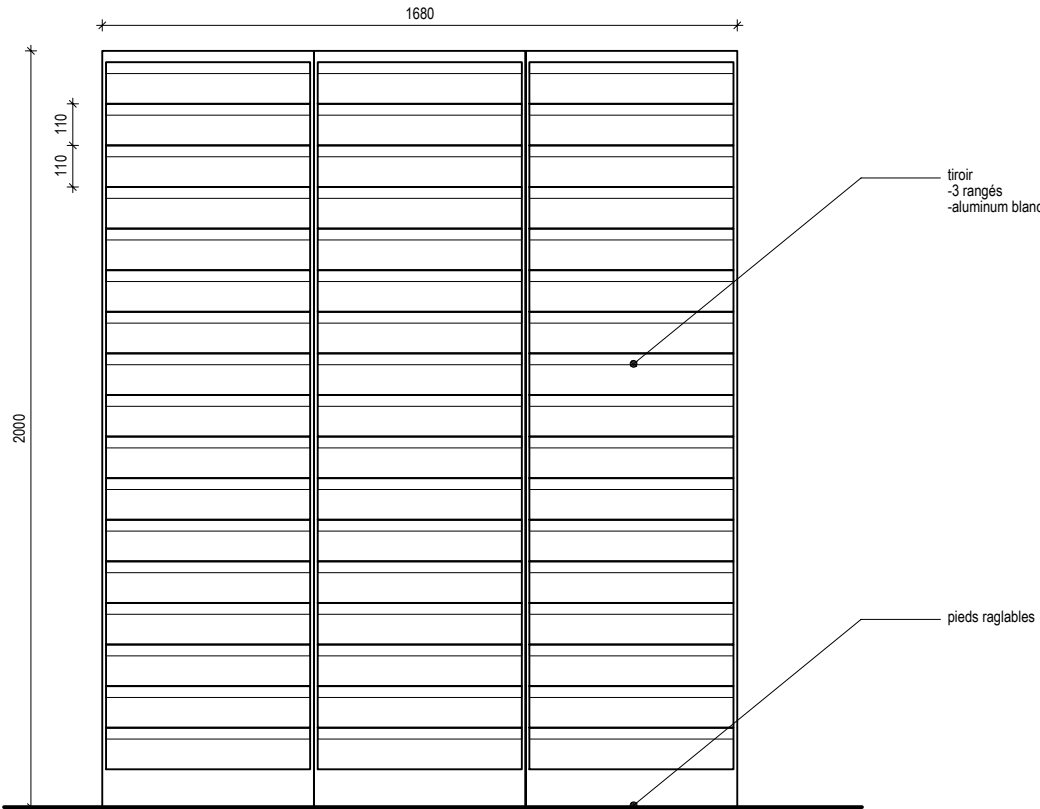 1680
110
110
2000
tiroir
-3 rangés
-aluminum blanc
pieds raglables